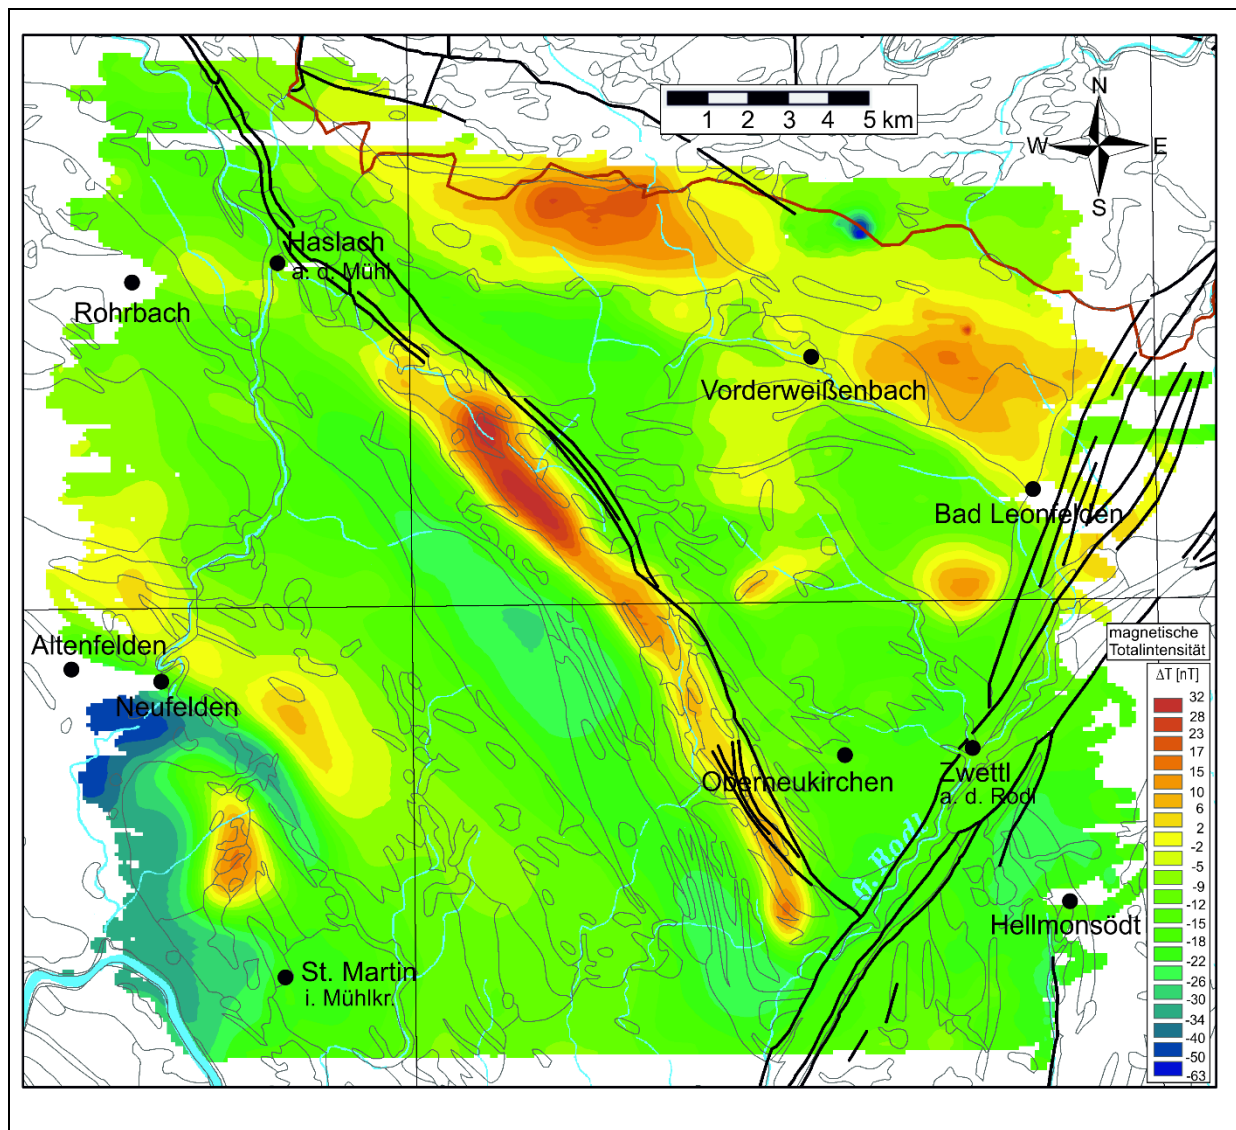 N
W E
S
1 2 3 4 5 km
Haslach
a. d. Mühl
Rohrbach
Vorderweißenbach
Bad Leonfelden
Altenfelden
Neufelden
Oberneukirchen
Zwettl
a. d. Rodl
G. Rodl
Hellmonsödt
St. Martin
i. Mühlkr.
magnetische
Totalintensität
ΔT [nT]
32
28
23
17
15
10
6
2
-2
-5
-9
-12
-15
-18
-22
-26
-30
-34
-40
-50
-63